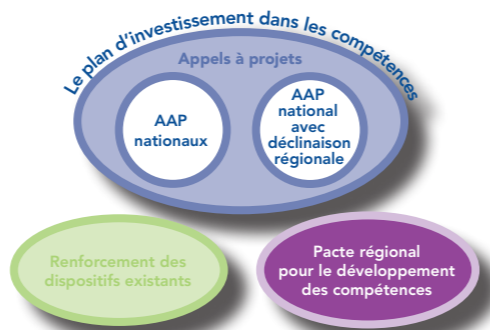 Le plan d'investissement dans les compétences
Appels à projets
AAP
nationaux
AAP
national
avec
déclinaison
régionale
Renforcement des
dispositifs existants
Pacte régional
pour le développement
des compétences